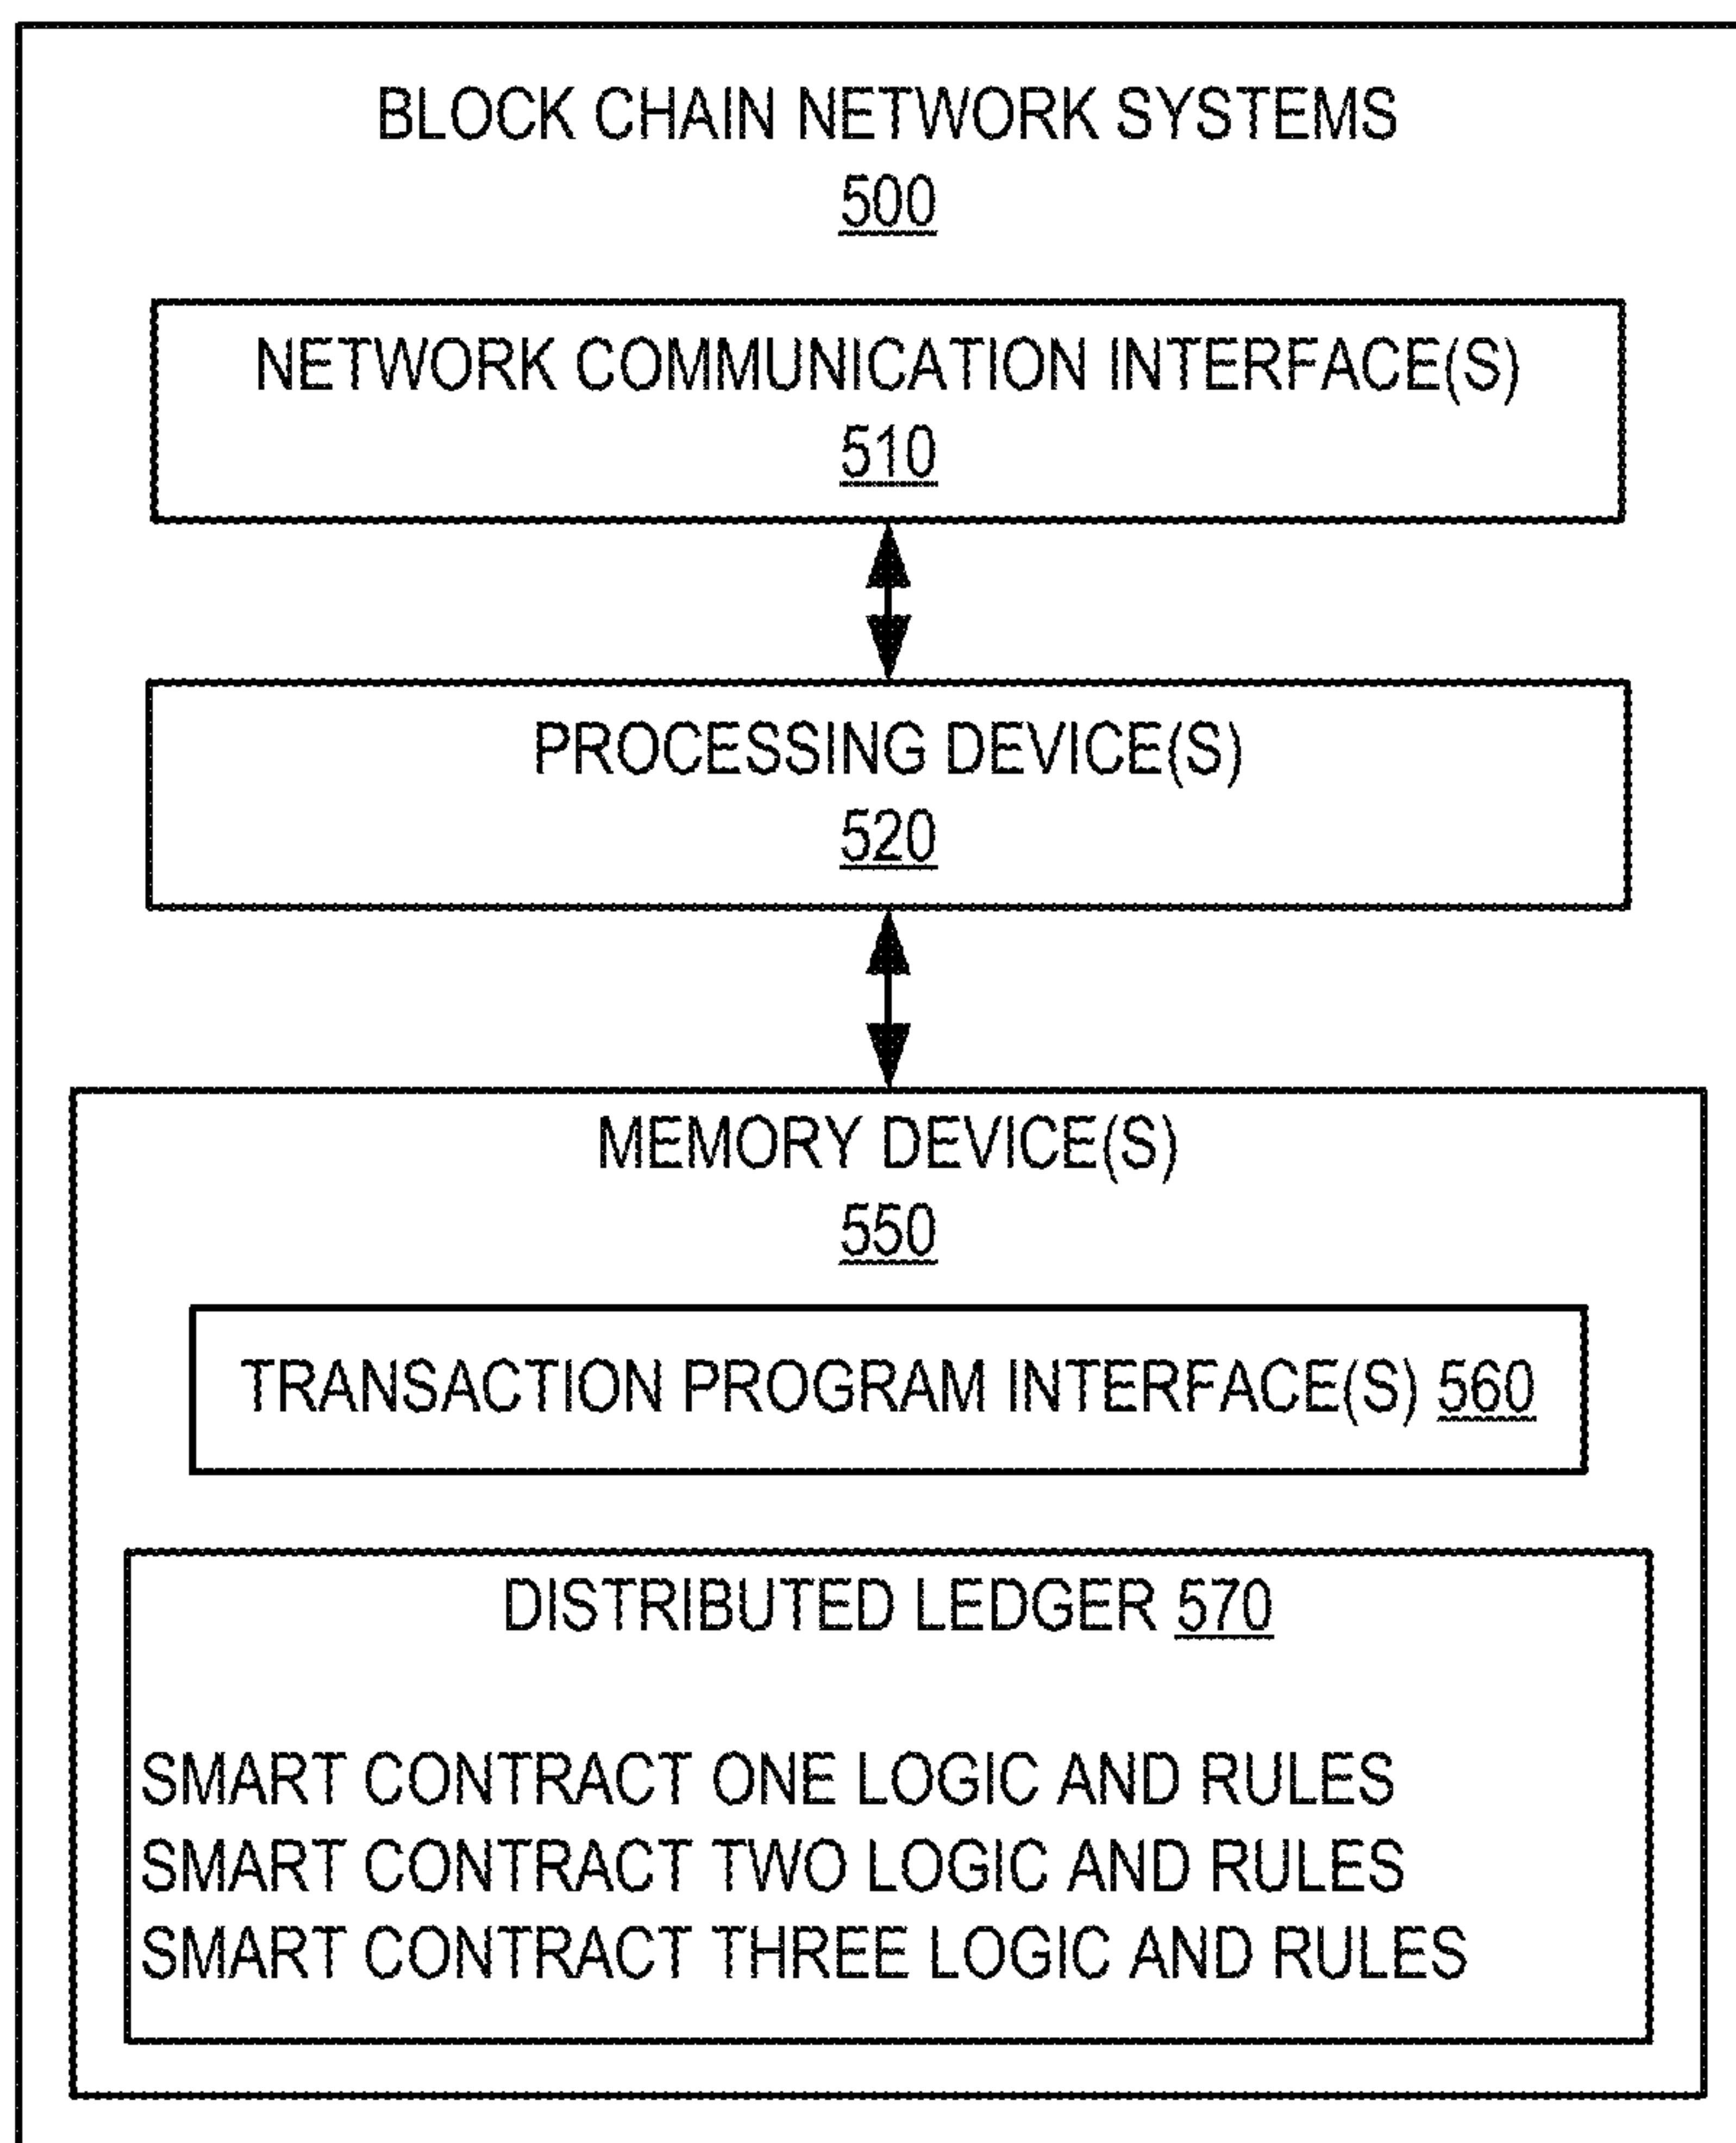 BLOCK CHAIN NETWORK SYSTEMS
500
NETWORK COMMUNICATION INTERFACE(S)
510
PROCESSING DEVICE(S)
520
MEMORY DEVICE(S)
550
TRANSACTION PROGRAM INTERFACE(S) 560
DISTRIBUTED LEDGER 570
SMART CONTRACT ONE LOGIC AND RULES
SMART CONTRACT TWO LOGIC AND RULES
SMART CONTRACT THREE LOGIC AND RULES